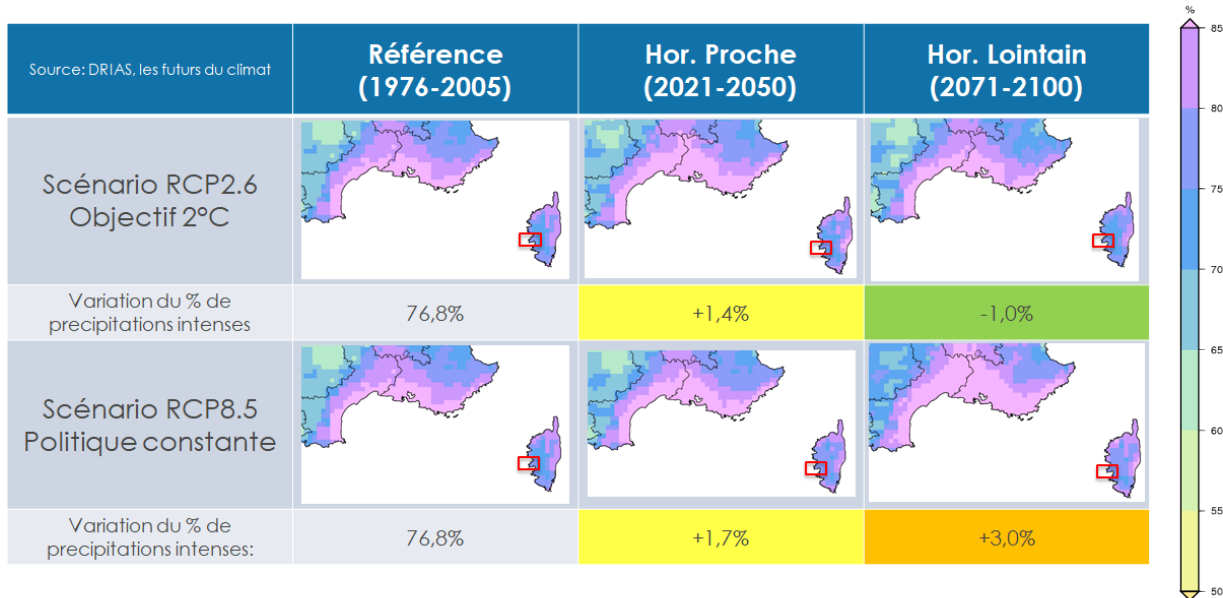 %
85
Source: DRIAS, les futurs du climat
Référence
(1976-2005)
Hor. Proche
(2021-2050)
Hor. Lointain
(2071-2100)
80
Scénario RCP2.6
Objectif 2°C
75
70
Variation du % de
precipitations intenses
76,8%
+1,4%
-1,0%
65
Scénario RCP8.5
Politique constante
60
55
Variation du % de
precipitations intenses:
76,8%
+1,7%
+3,0%
50